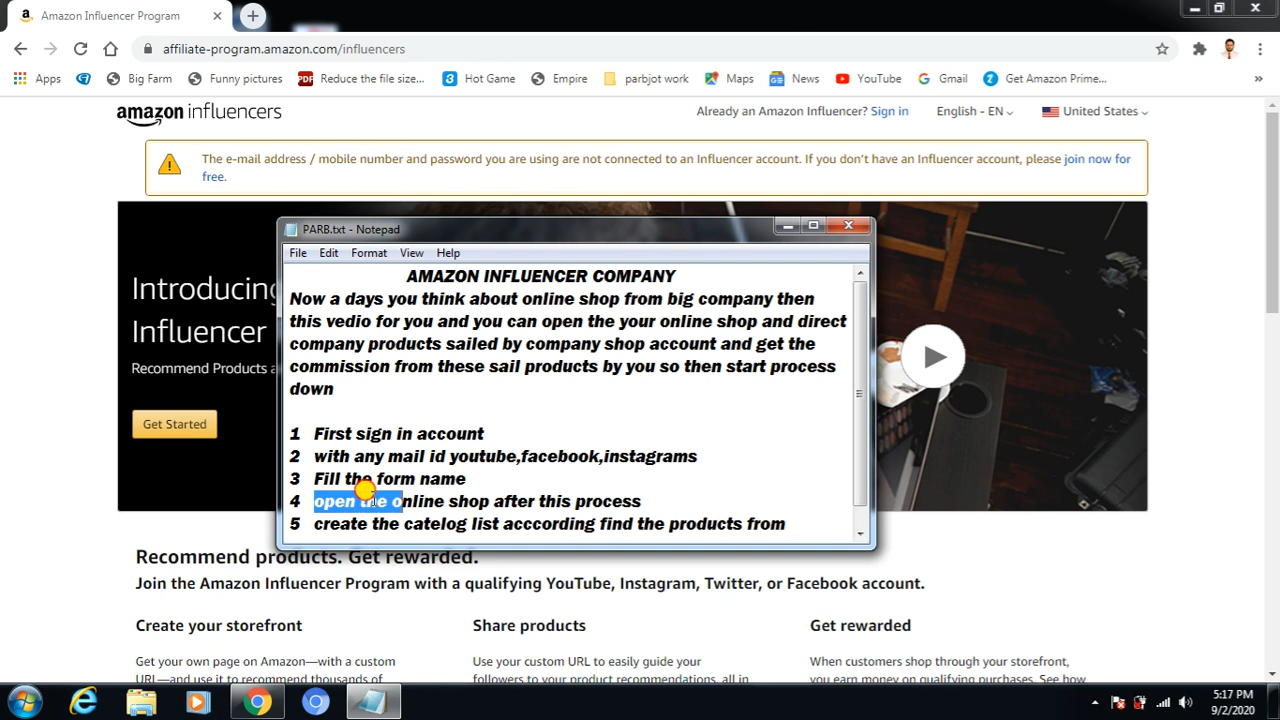 Amazon Influencer Program
affiliate-program.amazon.com/influencers
Apps Big Farm Funny pictures PDF Reduce the file size... Hot Game Empire parbjot work Maps News YouTube Gmail Get Amazon Prime... »
amazon influencers Already an Amazon Influencer? Sign in English - EN United States
The e-mail address / mobile number and password you are using are not connected to an Influencer account. If you don't have an Influencer account, please join now for
free.
PARB.txt - Notepad
File Edit Format View Help
AMAZON INFLUENCER COMPANY
Now a days you think about online shop from big company then
this vedio for you and you can open the your online shop and direct
company products sailed by company shop account and get the
commission from these sail products by you so then start process
down
1 First sign in account
2 with any mail id youtube,facebook,instagrams
3 Fill the form name
4 open the online shop after this process
5 create the catelog list acccording find the products from
Introducing
Influencer
Recommend Products a
Get Started
Recommend products. Get rewarded.
Join the Amazon Influencer Program with a qualifying YouTube, Instagram, Twitter, or Facebook account.
Create your storefront
Get your own page on Amazon—with a custom
URL—and use it to recommend thousands of
Share products
Use your custom URL to easily guide your
followers to your product recommendations, all in
Get rewarded
When customers shop through your storefront,
you earn money on qualifying purchases. See how
5:17 PM
9/2/2020